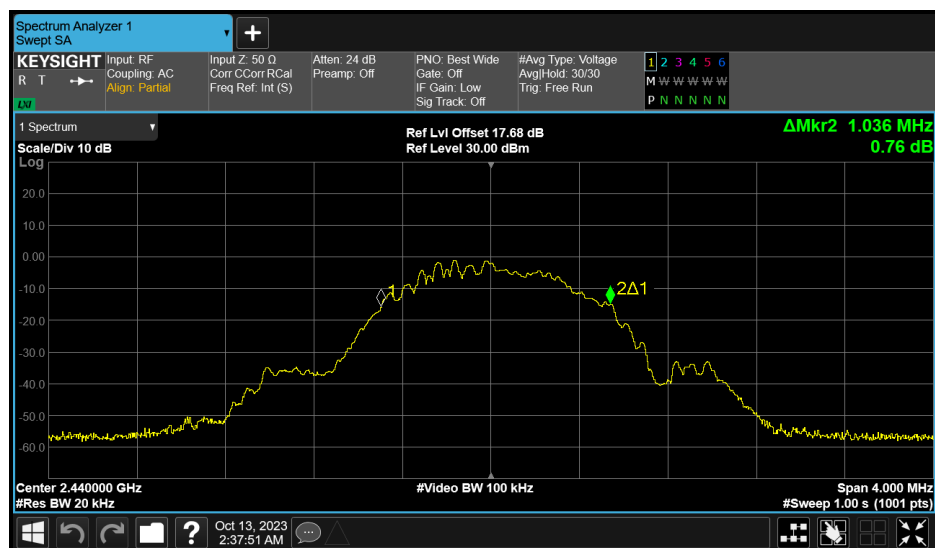 Spectrum Analyzer 1
Swept SA
+
KEYSIGHT
R T
LXI
Input: RF
Coupling: AC
Align: Partial
Input Z: 50 Ω
Corr CCorr RCal
Freq Ref: Int (S)
Atten: 24 dB
Preamp: Off
PNO: Best Wide
Gate: Off
IF Gain: Low
Sig Track: Off
#Avg Type: Voltage
Avg|Hold: 30/30
Trig: Free Run
1 2 3 4 5 6
M W W W W W
P N N N N N
1 Spectrum
Ref Lvl Offset 17.68 dB
ΔMkr2 1.036 MHz
Scale/Div 10 dB
Ref Level 30.00 dBm
0.76 dB
Log
20.0
10.0
0.00
-10.0
-20.0
-30.0
-40.0
-50.0
-60.0
1
2Δ1
Center 2.440000 GHz
#Video BW 100 kHz
Span 4.000 MHz
#Res BW 20 kHz
#Sweep 1.00 s (1001 pts)
?
Oct 13, 2023
2:37:51 AM